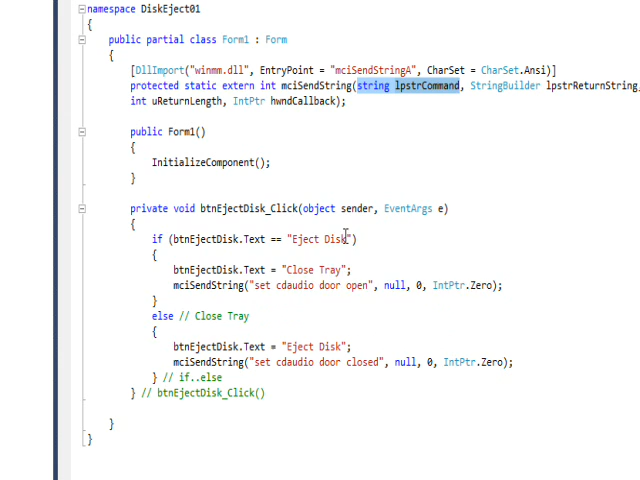 namespace DiskEject01
{
public partial class Form1 : Form
{
[DllImport("winmm.dll", EntryPoint = "mciSendStringA", CharSet = CharSet.Ansi)]
protected static extern int mciSendString(string lpstrCommand, StringBuilder lpstrReturnString,
int uReturnLength, IntPtr hwndCallback);
public Form1()
{
InitializeComponent();
}
private void btnEjectDisk_Click(object sender, EventArgs e)
{
if (btnEjectDisk.Text == "Eject Disk")
{
btnEjectDisk.Text = "Close Tray";
mciSendString("set cdaudio door open", null, 0, IntPtr.Zero);
}
else // Close Tray
{
btnEjectDisk.Text = "Eject Disk";
mciSendString("set cdaudio door closed", null, 0, IntPtr.Zero);
} // if..else
} // btnEjectDisk_Click()
}
}